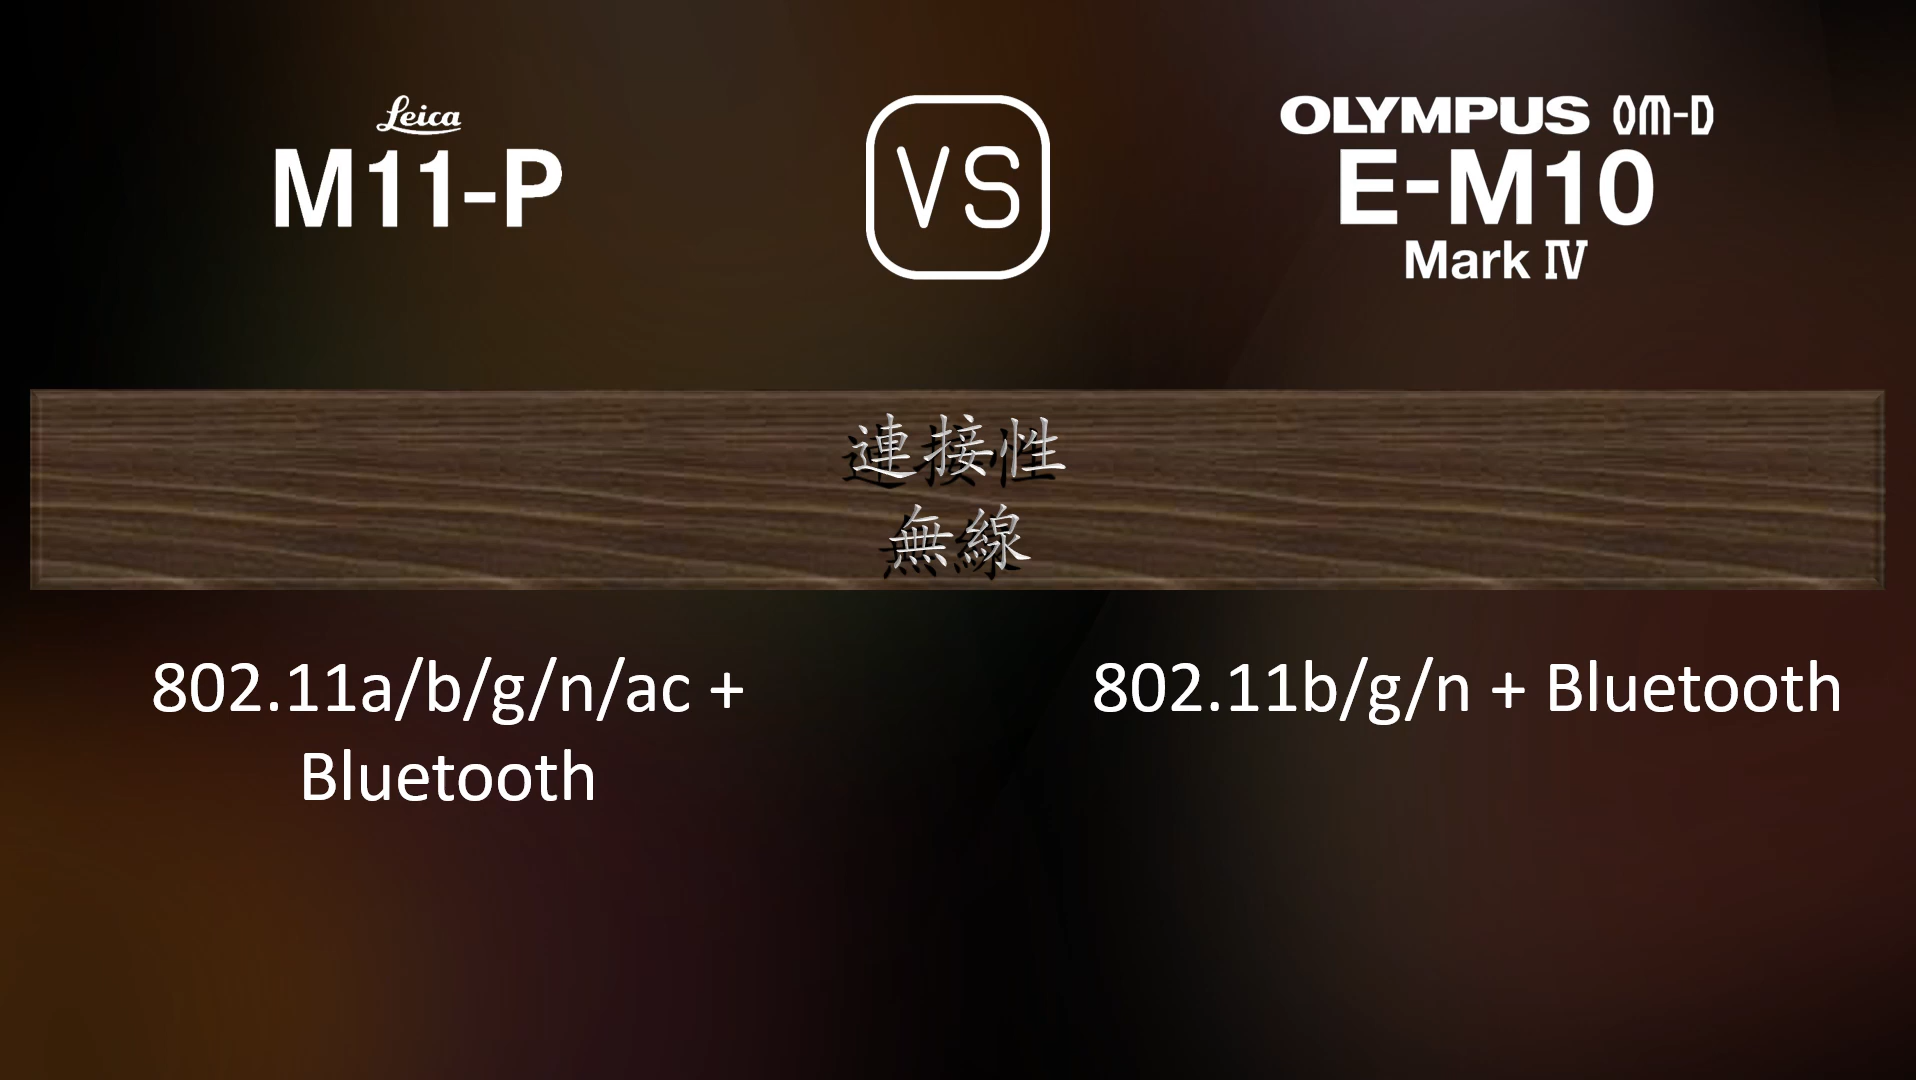 Leica
M11-P
VS
OLYMPUS OM-D
E-M10
Mark IV
連接性
無線
802.11a/b/g/n/ac +
Bluetooth
802.11b/g/n + Bluetooth